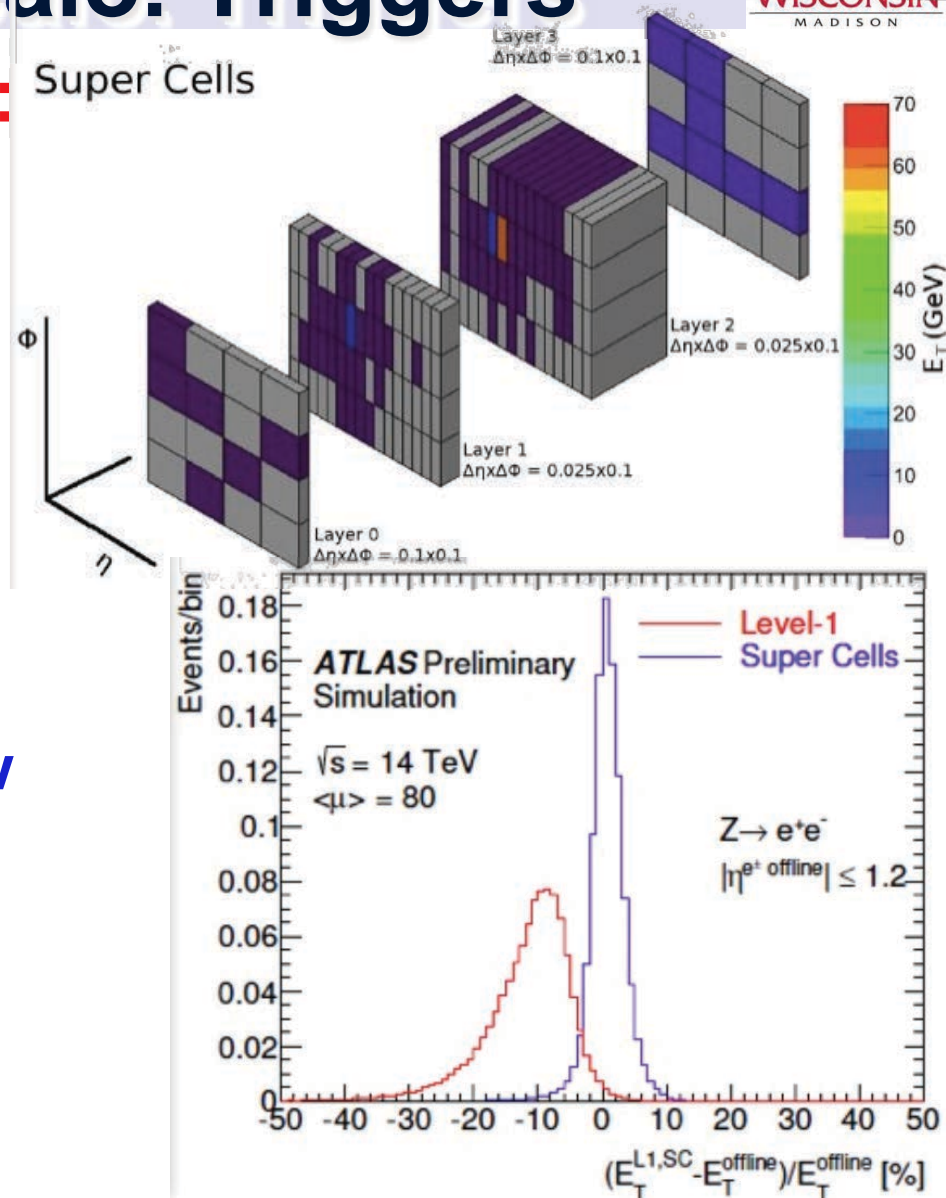 alo: Triggers
WISCONSIN
MADISON
Super Cells
Layer 3
ΔηxΔΦ = 0.1x0.1
Layer 2
ΔηxΔΦ = 0.025x0.1
Layer 1
ΔηxΔΦ = 0.025x0.1
Layer 0
ΔηxΔΦ = 0.1x0.1
Φ
η
70
60
50
40
30
20
10
0
E_T (GeV)
Events/bin
0.18
0.16
0.14
0.12
0.1
0.08
0.06
0.04
0.02
0
Level-1
Super Cells
ATLAS Preliminary
Simulation
√s = 14 TeV
<μ> = 80
Z→ e⁺e⁻
|η^{e± offline}| ≤ 1.2
-50 -40 -30 -20 -10 0 10 20 30 40 50
(E_T^{L1,SC}-E_T^{offline})/E_T^{offline} [%]